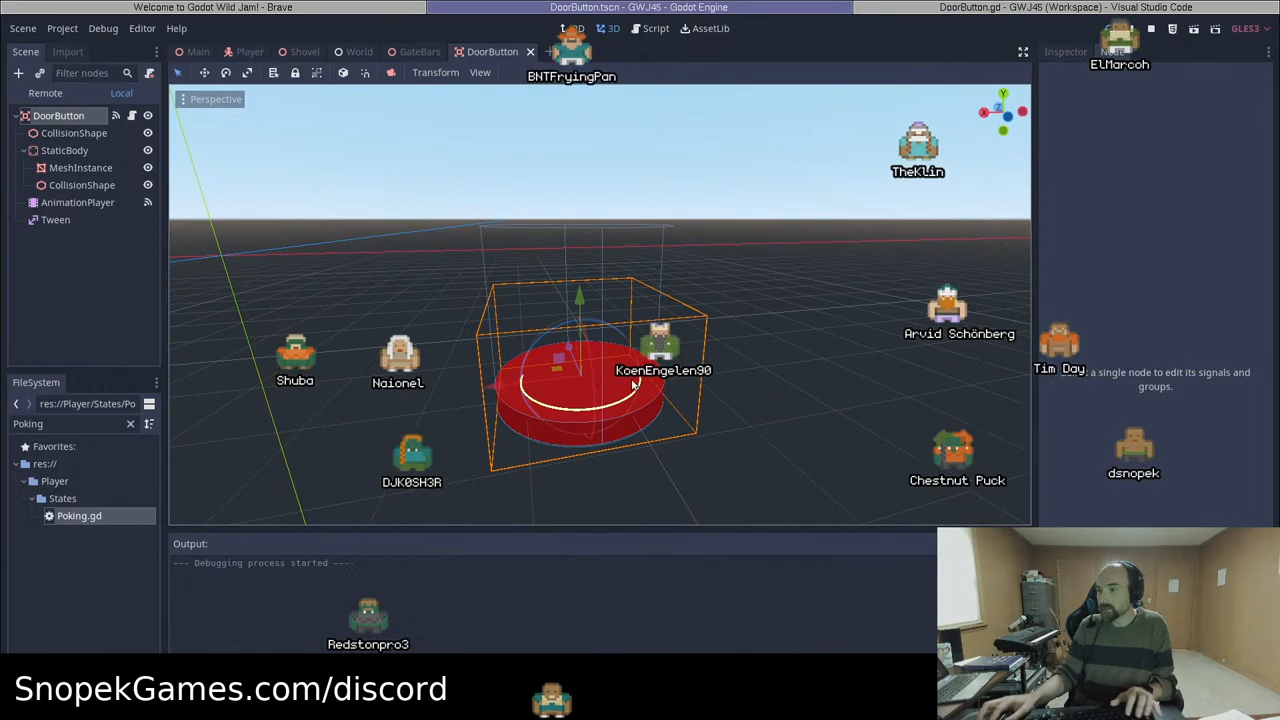 Welcome to Godot Wild Jam! - Brave
DoorButton.tscn - GWJ45 - Godot Engine
DoorButton.gd - GWJ45 (Workspace) - Visual Studio Code
Scene Project Debug Editor Help
3D Script AssetLib
GLES3
Scene Import
Main Player Shovel World GateBars DoorButton
Inspector
BNTFryingPan
ElMarcoh
Filter nodes
Transform View
Remote Local
Perspective
Y
X
Z
DoorButton
CollisionShape
StaticBody
MeshInstance
CollisionShape
AnimationPlayer
Tween
TheKlin
Arvid Schönberg
Tim Day
KoenEngelen90
Shuba
Naionel
a single node to edit its signals and
groups.
FileSystem
res://Player/States/Po
Poking
Favorites:
res://
Player
States
Poking.gd
DJK0SH3R
Chestnut Puck
dsnopek
Output:
--- Debugging process started ---
Redstonpro3
SnopekGames.com/discord